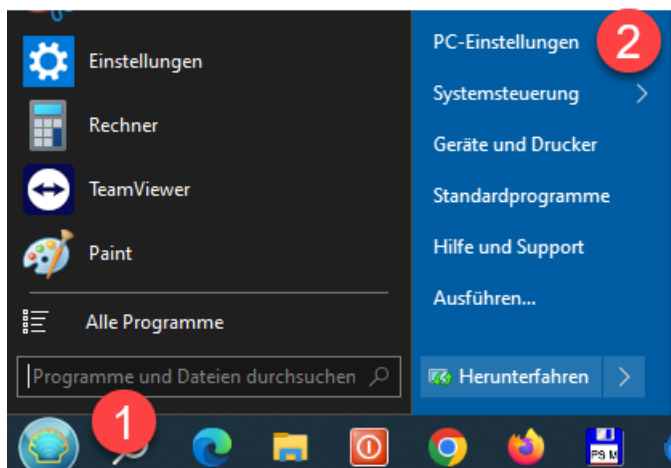 Einstellungen
Rechner
TeamViewer
Paint
Alle Programme
Programme und Dateien durchsuchen
1
PC-Einstellungen
2
Systemsteuerung
Geräte und Drucker
Standardprogramme
Hilfe und Support
Ausführen...
Herunterfahren
PS M